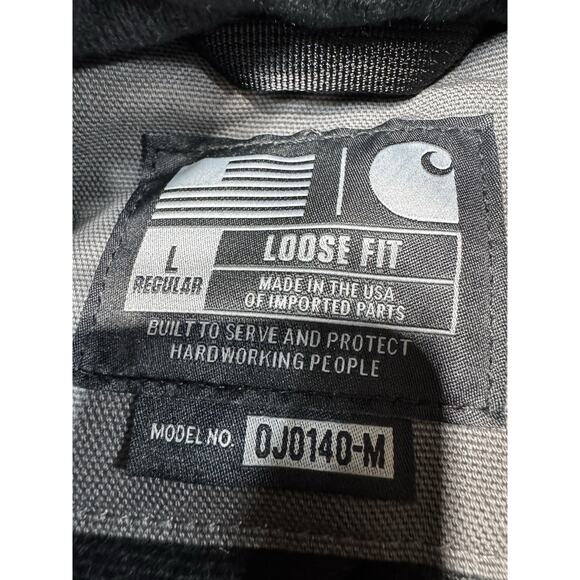 L
REGULAR
LOOSE FIT
MADE IN THE USA
OF IMPORTED PARTS
BUILT TO SERVE AND PROTECT
HARDWORKING PEOPLE
MODEL NO. OJ0140-M